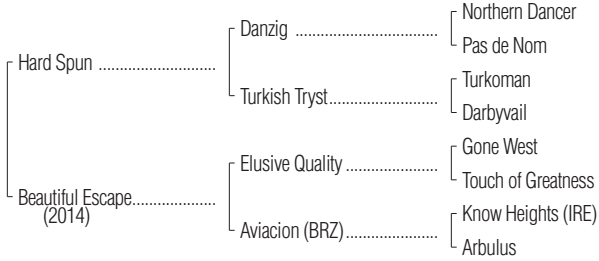 Northern Dancer
Danzig ..................................
Pas de Nom
Hard Spun ...........................
Turkoman
Turkish Tryst..........................
Darbyvail
Gone West
Elusive Quality ......................
Touch of Greatness
Beautiful Escape....................
(2014)
Know Heights (IRE)
Aviacion (BRZ)......................
Arbulus